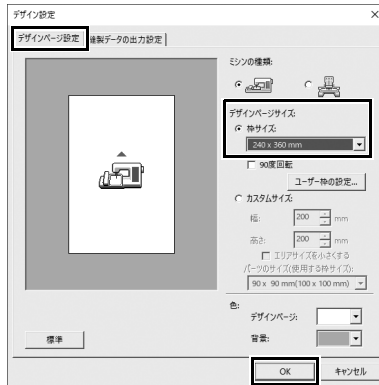 デザイン設定
デザインページ設定 縫製データの出力設定
ミシンの種類:
デザインページサイズ:
枠サイズ:
240 x 360 mm
90度回転
ユーザー枠の設定...
カスタムサイズ:
幅: 200 mm
高さ: 200 mm
エリアサイズを小さくする
パーツのサイズ(使用する枠サイズ):
90 x 90 mm(100 x 100 mm)
色:
デザインページ:
背景:
標準
OK キャンセル